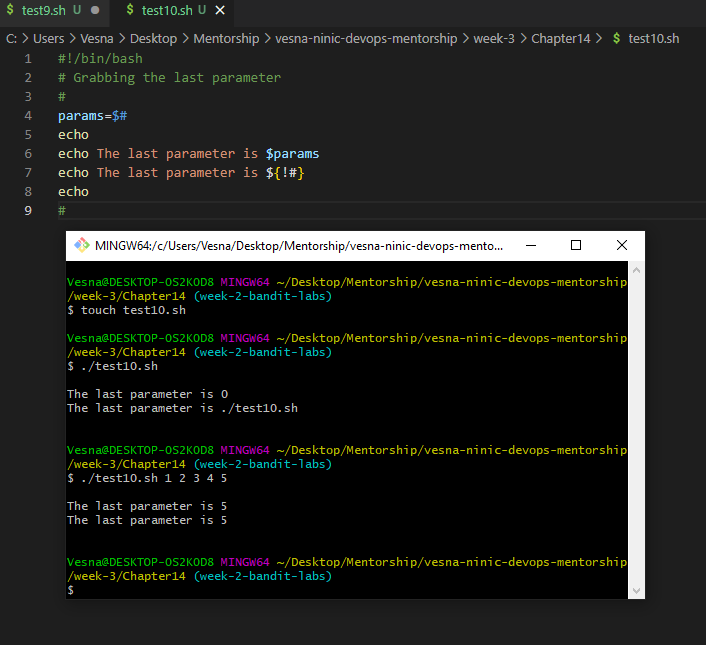 $ test9.sh U ●
$ test10.sh U ✕
C: > Users > Vesna > Desktop > Mentorship > vesna-ninic-devops-mentorship > week-3 > Chapter14 > $ test10.sh
1 #!/bin/bash
2 # Grabbing the last parameter
3 #
4 params=$#
5 echo
6 echo The last parameter is $params
7 echo The last parameter is ${!#}
8 echo
9 #
MINGW64:/c/Users/Vesna/Desktop/Mentorship/vesna-ninic-devops-mento...
Vesna@DESKTOP-OS2KOD8 MINGW64 ~/Desktop/Mentorship/vesna-ninic-devops-mentorship
/week-3/Chapter14 (week-2-bandit-labs)
$ touch test10.sh
Vesna@DESKTOP-OS2KOD8 MINGW64 ~/Desktop/Mentorship/vesna-ninic-devops-mentorship
/week-3/Chapter14 (week-2-bandit-labs)
$ ./test10.sh
The last parameter is 0
The last parameter is ./test10.sh
Vesna@DESKTOP-OS2KOD8 MINGW64 ~/Desktop/Mentorship/vesna-ninic-devops-mentorship
/week-3/Chapter14 (week-2-bandit-labs)
$ ./test10.sh 1 2 3 4 5
The last parameter is 5
The last parameter is 5
Vesna@DESKTOP-OS2KOD8 MINGW64 ~/Desktop/Mentorship/vesna-ninic-devops-mentorship
/week-3/Chapter14 (week-2-bandit-labs)
$